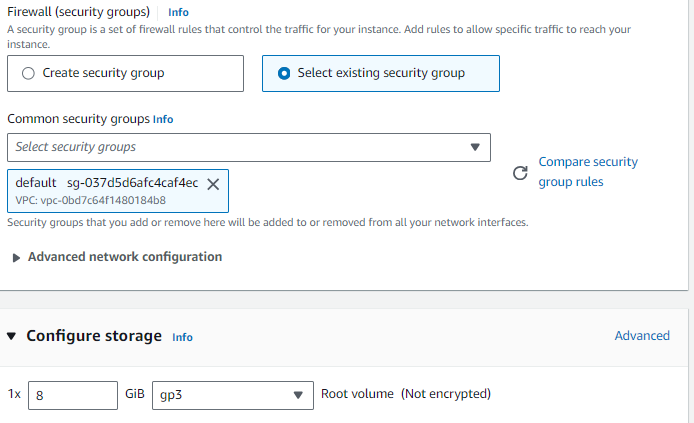 Firewall (security groups) Info
A security group is a set of firewall rules that control the traffic for your instance. Add rules to allow specific traffic to reach your
instance.
Create security group
Select existing security group
Common security groups Info
Select security groups
Compare security
group rules
default sg-037d5d6afc4caf4ec
VPC: vpc-0bd7c64f1480184b8
Security groups that you add or remove here will be added to or removed from all your network interfaces.
Advanced network configuration
Configure storage Info
Advanced
1x 8 GiB gp3 Root volume (Not encrypted)